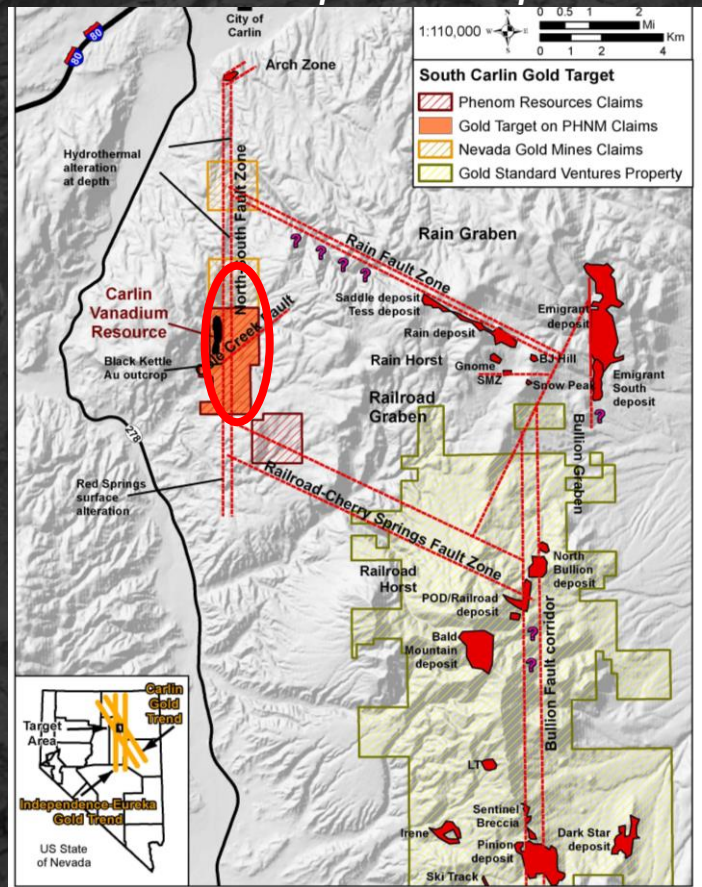 City of
Carlin
80
80
Arch Zone
1:110,000
0 0.5 1 2
Mi
Km
0 1 2 4
South Carlin Gold Target
Phenom Resources Claims
Gold Target on PHNM Claims
Nevada Gold Mines Claims
Gold Standard Ventures Property
Hydrothermal
alteration
at depth
North-South Fault Zone
Rain Fault Zone
Rain Graben
? ? ? ?
Carlin
Vanadium
Resource
Creek Fault
Black Kettle
Au outcrop
Saddle deposit
Tess deposit
Rain deposit
Emigrant
deposit
Rain Horst
Gnome
SMZ
BJ Hill
Snow Peak
Emigrant
South
deposit
?
Railroad
Graben
Bullion Graben
278
Red Springs
surface
alteration
Railroad-Cherry Springs Fault Zone
Railroad
Horst
North
Bullion
deposit
POD/Railroad
deposit
Bald
Mountain
deposit
?
?
Bullion Fault corridor
LT
Sentinel
Breccia
Irene
Pinion
deposit
Dark Star
deposit
Ski Track
Carlin
Gold
Trend
Target
Area
Independence-Eureka
Gold Trend
US State
of Nevada